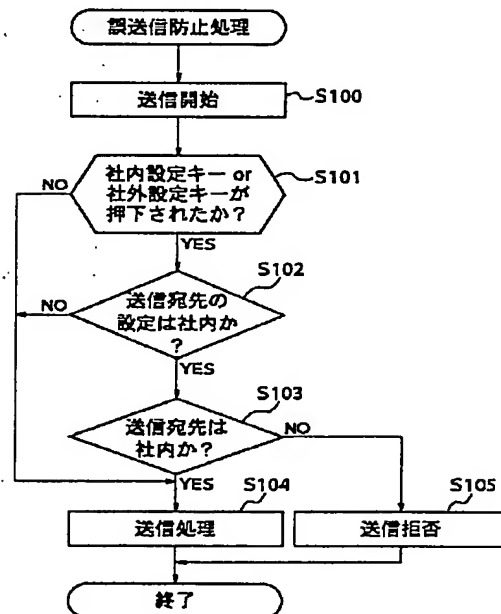 誤送信防止処理
送信開始
S100
社内設定キー or
社外設定キーが
押下されたか？
S101
NO
YES
S102
送信宛先の
設定は社内か
？
NO
YES
S103
送信宛先は
社内か？
NO
YES
S104
送信処理
S105
送信拒否
終了